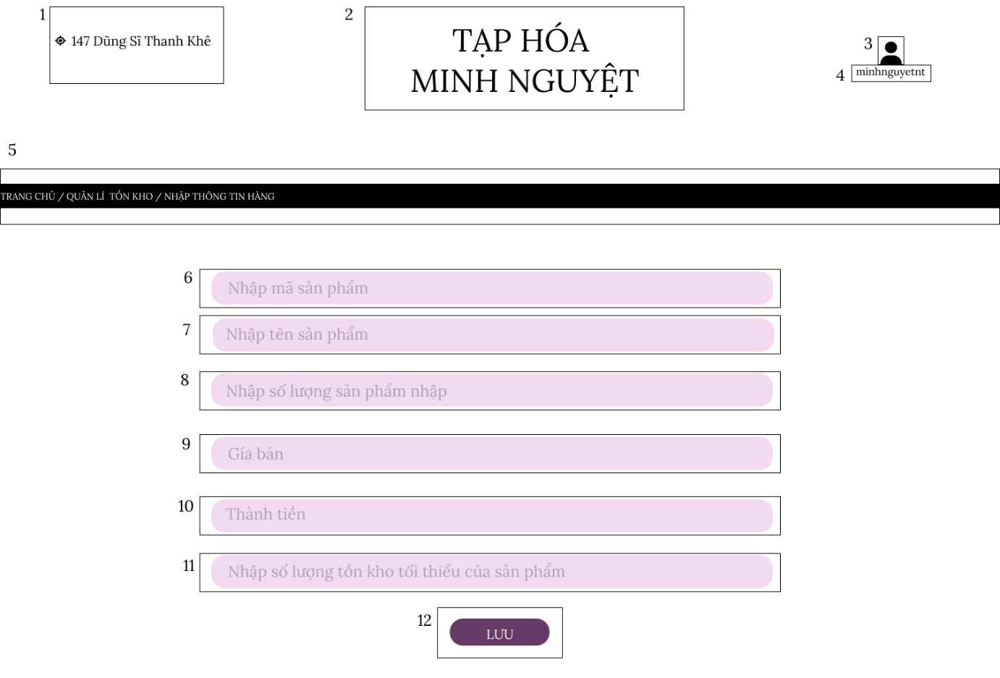 1
147 Dũng Sĩ Thanh Khê
2
TẠP HÓA
MINH NGUYỆT
3
4
minhnguyetnt
5
TRANG CHỦ / QUẢN LÍ TỒN KHO / NHẬP THÔNG TIN HÀNG
6
Nhập mã sản phẩm
7
Nhập tên sản phẩm
8
Nhập số lượng sản phẩm nhập
9
Gía bán
10
Thành tiền
11
Nhập số lượng tồn kho tối thiểu của sản phẩm
12
LƯU